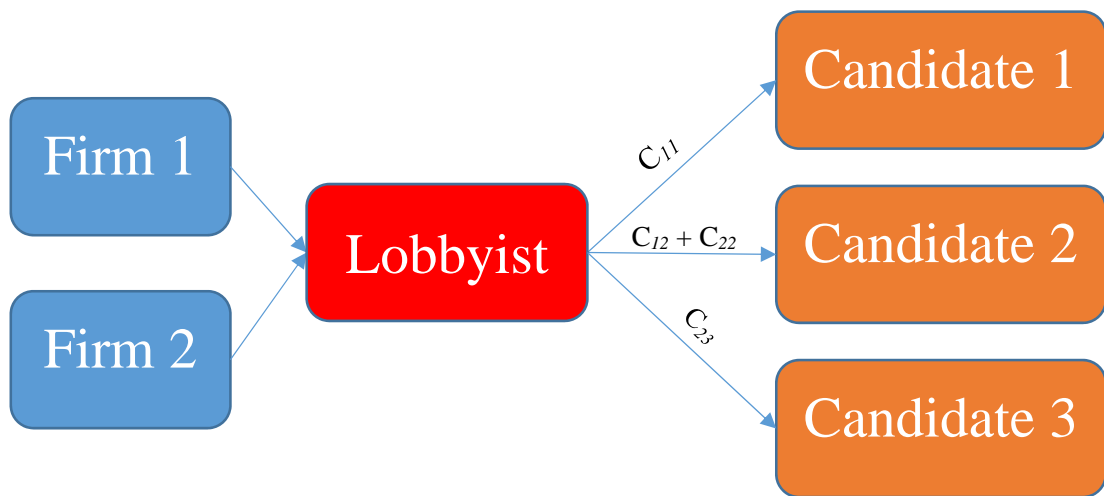 Firm 1
Firm 2
Lobbyist
C11
C12 + C22
C23
Candidate 1
Candidate 2
Candidate 3